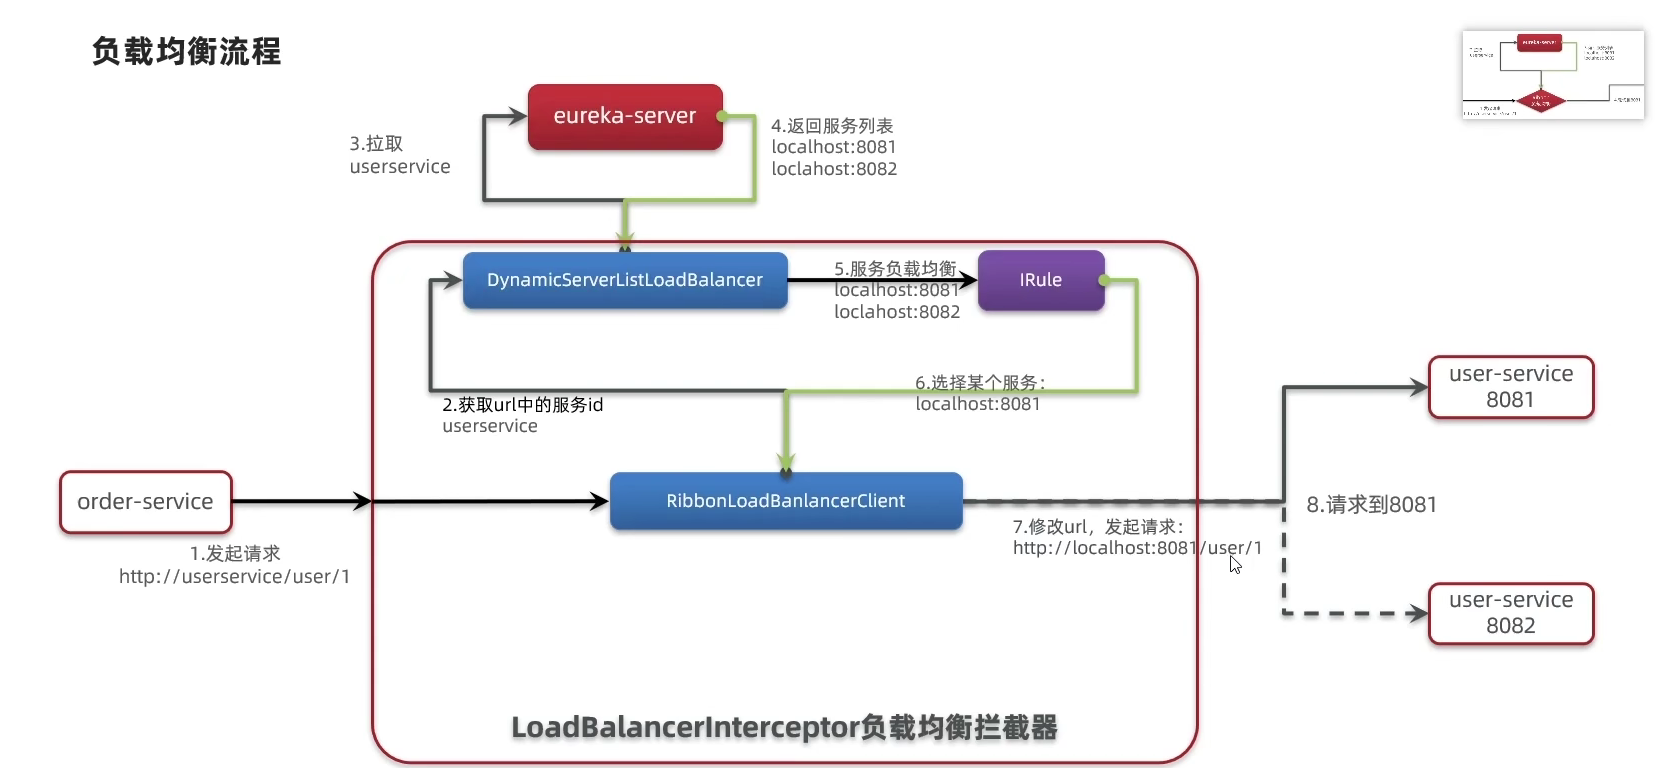 负载均衡流程
eureka-server
3.拉取
userservice
4.返回服务列表
localhost:8081
loclahost:8082
DynamicServerListLoadBalancer
5.服务负载均衡
localhost:8081
loclahost:8082
IRule
2.获取url中的服务id
userservice
6.选择某个服务：
localhost:8081
user-service
8081
order-service
1.发起请求
http://userservice/user/1
RibbonLoadBanlancerClient
7.修改url，发起请求：
http://localhost:8081/user/1
8.请求到8081
user-service
8082
LoadBalancerInterceptor负载均衡拦截器
eureka-server